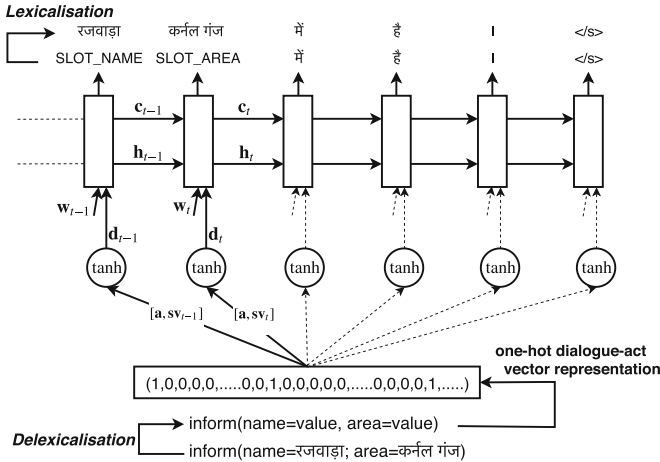 Lexicalisation
रजवाड़ा कर्नल गंज में है । </s>
SLOT_NAME SLOT_AREA में है । </s>
c_{t−1} c_t
h_{t−1} h_t
w_{t−1} w_t
d_{t−1} d_t
tanh tanh tanh tanh tanh tanh
[a, sv_{t−1}] [a, sv_t]
one-hot dialogue-act
vector representation
(1,0,0,0,0,.....0,0,1,0,0,0,0,0,0,.....0,0,0,0,1,.....)
inform(name=value, area=value)
Delexicalisation
inform(name=रजवाड़ा; area=कर्नल गंज)